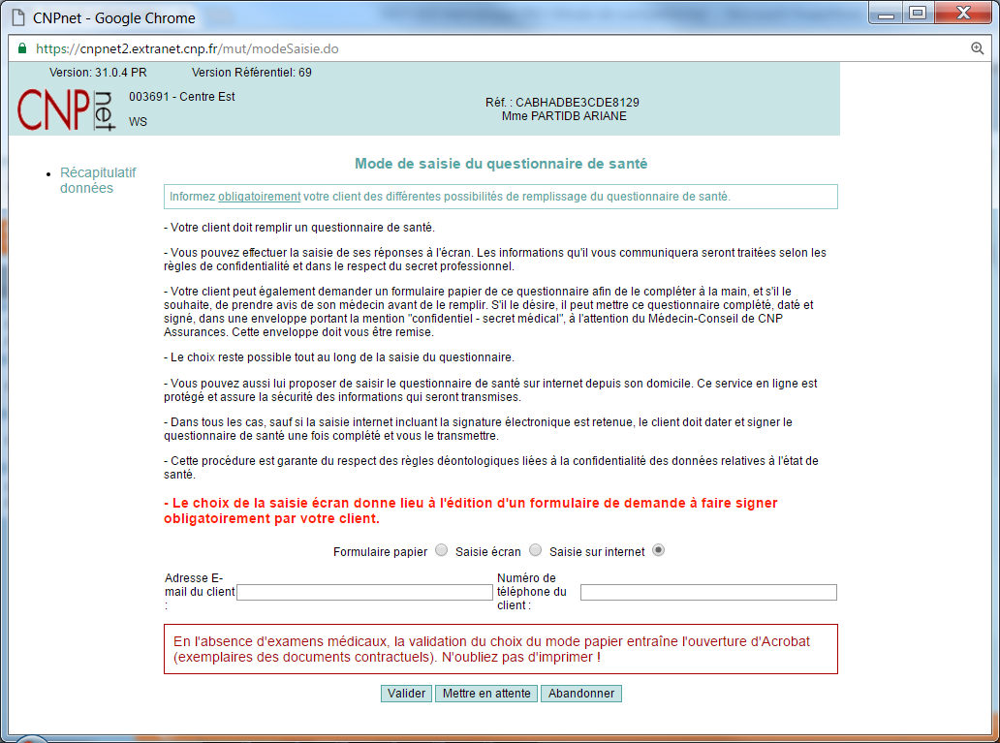 CNPnet - Google Chrome
https://cnpnet2.extranet.cnp.fr/mut/modeSaisie.do
Version: 31.0.4 PR Version Référentiel: 69
CNP net
003691 - Centre Est
WS
Réf. : CABHADBE3CDE8129
Mme PARTIDB ARIANE
Récapitulatif
données
Mode de saisie du questionnaire de santé
Informez obligatoirement votre client des différentes possibilités de remplissage du questionnaire de santé.
- Votre client doit remplir un questionnaire de santé.
- Vous pouvez effectuer la saisie de ses réponses à l'écran. Les informations qu'il vous communiquera seront traitées selon les
règles de confidentialité et dans le respect du secret professionnel.
- Votre client peut également demander un formulaire papier de ce questionnaire afin de le compléter à la main, et s'il le
souhaite, de prendre avis de son médecin avant de le remplir. S'il le désire, il peut mettre ce questionnaire complété, daté et
signé, dans une enveloppe portant la mention "confidentiel - secret médical", à l'attention du Médecin-Conseil de CNP
Assurances. Cette enveloppe doit vous être remise.
- Le choix reste possible tout au long de la saisie du questionnaire.
- Vous pouvez aussi lui proposer de saisir le questionnaire de santé sur internet depuis son domicile. Ce service en ligne est
protégé et assure la sécurité des informations qui seront transmises.
- Dans tous les cas, sauf si la saisie internet incluant la signature électronique est retenue, le client doit dater et signer le
questionnaire de santé une fois complété et vous le transmettre.
- Cette procédure est garante du respect des règles déontologiques liées à la confidentialité des données relatives à l'état de
santé.
- Le choix de la saisie écran donne lieu à l'édition d'un formulaire de demande à faire signer
obligatoirement par votre client.
Formulaire papier Saisie écran Saisie sur internet
Adresse E-
mail du client
:
Numéro de
téléphone du
client :
En l'absence d'examens médicaux, la validation du choix du mode papier entraîne l'ouverture d'Acrobat
(exemplaires des documents contractuels). N'oubliez pas d'imprimer !
Valider Mettre en attente Abandonner